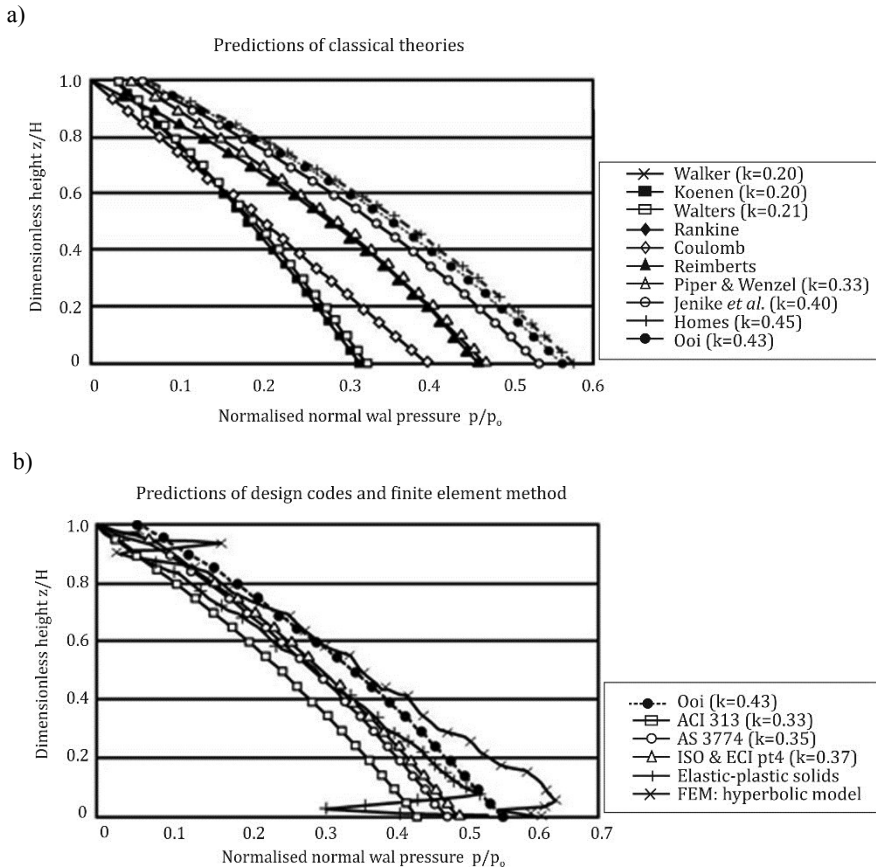 a)
Predictions of classical theories
Dimensionless height z/H
1.0
0.8
0.6
0.4
0.2
0
0 0.1 0.2 0.3 0.4 0.5 0.6
Normalised normal wal pressure p/pₒ
Walker (k=0.20)
Koenen (k=0.20)
Walters (k=0.21)
Rankine
Coulomb
Reimberts
Piper & Wenzel (k=0.33)
Jenike et al. (k=0.40)
Homes (k=0.45)
Ooi (k=0.43)
b)
Predictions of design codes and finite element method
Dimensionless height z/H
1.0
0.8
0.6
0.4
0.2
0
0 0.1 0.2 0.3 0.4 0.5 0.6 0.7
Normalised normal wal pressure p/pₒ
Ooi (k=0.43)
ACI 313 (k=0.33)
AS 3774 (k=0.35)
ISO & ECI pt4 (k=0.37)
Elastic-plastic solids
FEM: hyperbolic model